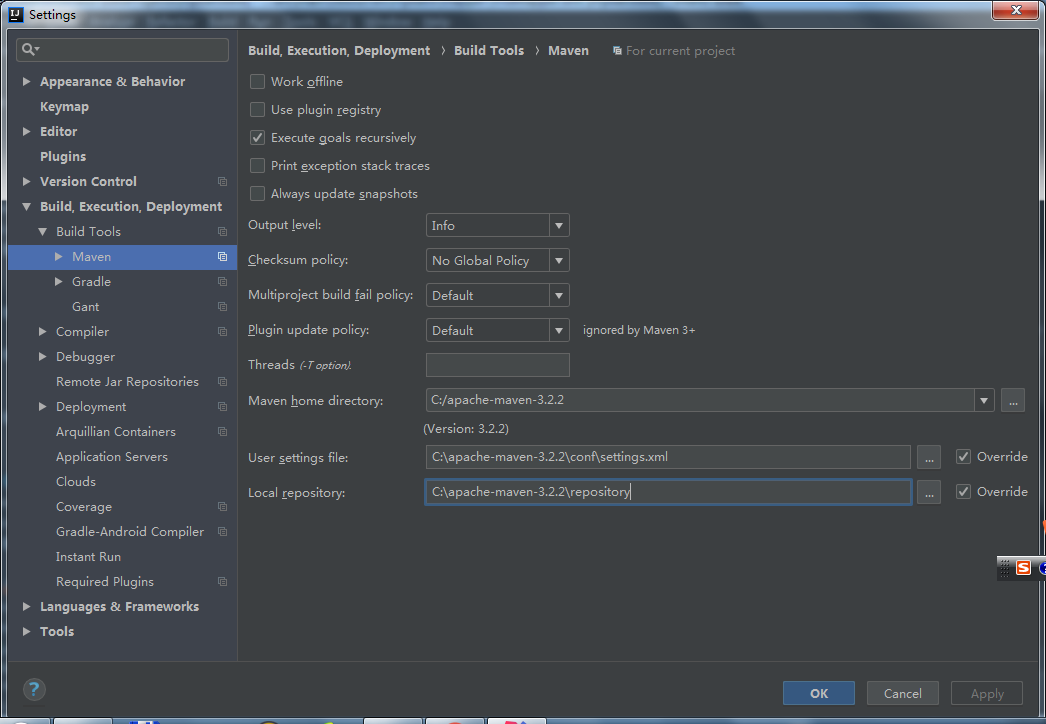 Settings
Appearance & Behavior
Keymap
Editor
Plugins
Version Control
Build, Execution, Deployment
Build Tools
Maven
Gradle
Gant
Compiler
Debugger
Remote Jar Repositories
Deployment
Arquillian Containers
Application Servers
Clouds
Coverage
Gradle-Android Compiler
Instant Run
Required Plugins
Languages & Frameworks
Tools
Build, Execution, Deployment › Build Tools › Maven For current project
Work offline
Use plugin registry
Execute goals recursively
Print exception stack traces
Always update snapshots
Output level: Info
Checksum policy: No Global Policy
Multiproject build fail policy: Default
Plugin update policy: Default ignored by Maven 3+
Threads (-T option).
Maven home directory: C:/apache-maven-3.2.2 ...
(Version: 3.2.2)
User settings file: C:\apache-maven-3.2.2\conf\settings.xml ... Override
Local repository: C:\apache-maven-3.2.2\repository ... Override
? OK Cancel Apply